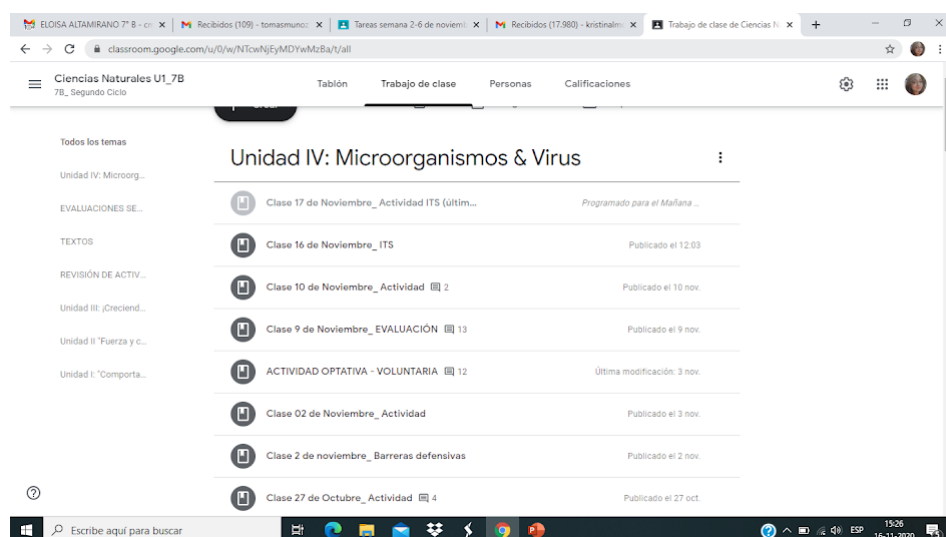 ELOISA ALTAMIRANO 7° B - cr
Recibidos (109) - tomasmunoz
Tareas semana 2-6 de noviemb
Recibidos (17.980) - kristinalm
Trabajo de clase de Ciencias N
classroom.google.com/u/0/w/NTcwNjEyMDYwMzBa/t/all
Ciencias Naturales U1_7B
7B_ Segundo Ciclo
Tablón Trabajo de clase Personas Calificaciones
Todos los temas
Unidad IV: Microorg...
EVALUACIONES SE...
TEXTOS
REVISIÓN DE ACTIV...
Unidad III: ¡Creciend...
Unidad II "Fuerza y c...
Unidad I: "Comporta...
Unidad IV: Microorganismos & Virus
Clase 17 de Noviembre_ Actividad ITS (últim... Programado para el Mañana ...
Clase 16 de Noviembre_ ITS Publicado el 12:03
Clase 10 de Noviembre_ Actividad 2 Publicado el 10 nov.
Clase 9 de Noviembre_ EVALUACIÓN 13 Publicado el 9 nov.
ACTIVIDAD OPTATIVA - VOLUNTARIA 12 Última modificación: 3 nov.
Clase 02 de Noviembre_ Actividad Publicado el 3 nov.
Clase 2 de noviembre_ Barreras defensivas Publicado el 2 nov.
Clase 27 de Octubre_ Actividad 4 Publicado el 27 oct.
Escribe aquí para buscar
ESP
15:26
16-11-2020